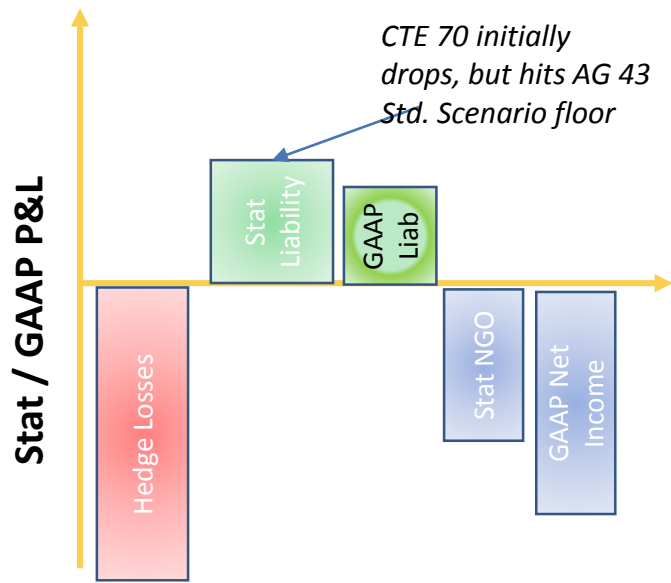 CTE 70 initially
drops, but hits AG 43
Std. Scenario floor
Stat / GAAP P&L
Hedge Losses
Stat
Liability
GAAP
Liab
Stat NGO
GAAP Net
Income